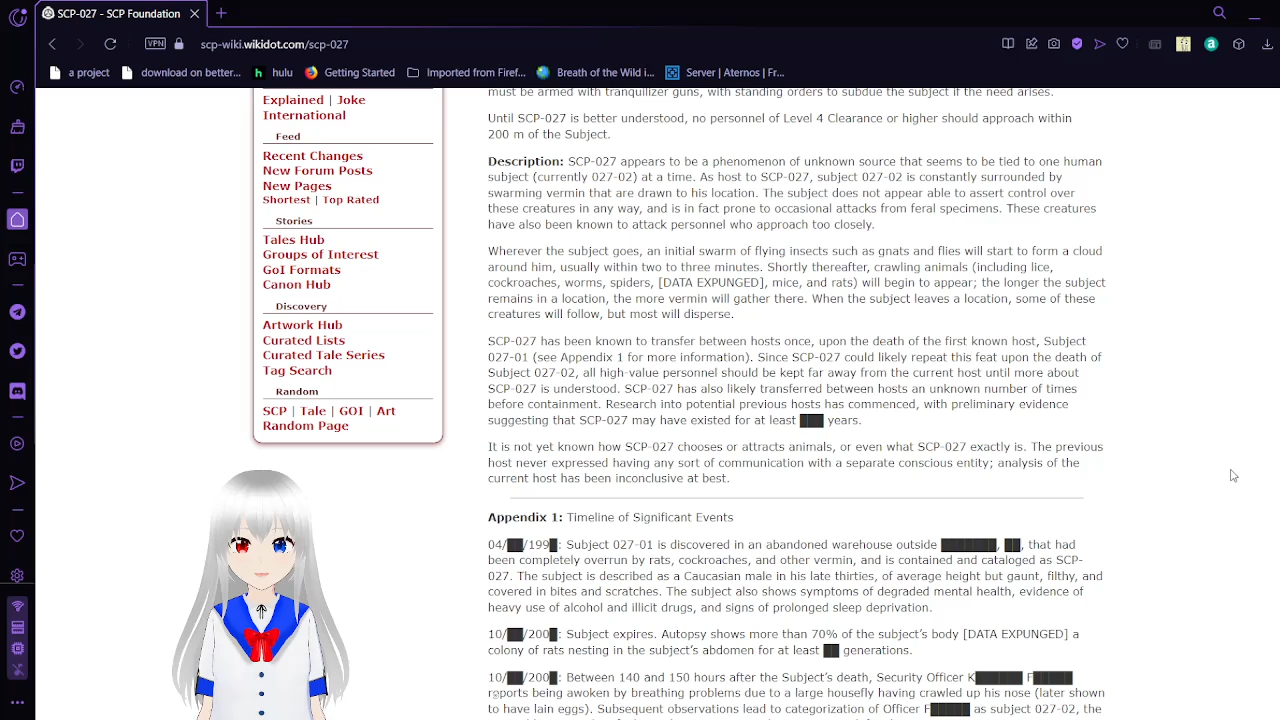 SCP-027 - SCP Foundation
VPN
scp-wiki.wikidot.com/scp-027
a project
download on better...
hulu
Getting Started
Imported from Firef...
Breath of the Wild i...
Server | Aternos | Fr...
Explained | Joke
International
Feed
Recent Changes
New Forum Posts
New Pages
Shortest | Top Rated
Stories
Tales Hub
Groups of Interest
GoI Formats
Canon Hub
Discovery
Artwork Hub
Curated Lists
Curated Tale Series
Tag Search
Random
SCP | Tale | GOI | Art
Random Page
must be armed with tranquilizer guns, with standing orders to subdue the subject if the need arises.
Until SCP-027 is better understood, no personnel of Level 4 Clearance or higher should approach within
200 m of the Subject.
Description: SCP-027 appears to be a phenomenon of unknown source that seems to be tied to one human
subject (currently 027-02) at a time. As host to SCP-027, subject 027-02 is constantly surrounded by
swarming vermin that are drawn to his location. The subject does not appear able to assert control over
these creatures in any way, and is in fact prone to occasional attacks from feral specimens. These creatures
have also been known to attack personnel who approach too closely.
Wherever the subject goes, an initial swarm of flying insects such as gnats and flies will start to form a cloud
around him, usually within two to three minutes. Shortly thereafter, crawling animals (including lice,
cockroaches, worms, spiders, [DATA EXPUNGED], mice, and rats) will begin to appear; the longer the subject
remains in a location, the more vermin will gather there. When the subject leaves a location, some of these
creatures will follow, but most will disperse.
SCP-027 has been known to transfer between hosts once, upon the death of the first known host, Subject
027-01 (see Appendix 1 for more information). Since SCP-027 could likely repeat this feat upon the death of
Subject 027-02, all high-value personnel should be kept far away from the current host until more about
SCP-027 is understood. SCP-027 has also likely transferred between hosts an unknown number of times
before containment. Research into potential previous hosts has commenced, with preliminary evidence
suggesting that SCP-027 may have existed for at least ███ years.
It is not yet known how SCP-027 chooses or attracts animals, or even what SCP-027 exactly is. The previous
host never expressed having any sort of communication with a separate conscious entity; analysis of the
current host has been inconclusive at best.
Appendix 1: Timeline of Significant Events
04/██/199█: Subject 027-01 is discovered in an abandoned warehouse outside ███████, ██, that had
been completely overrun by rats, cockroaches, and other vermin, and is contained and cataloged as SCP-
027. The subject is described as a Caucasian male in his late thirties, of average height but gaunt, filthy, and
covered in bites and scratches. The subject also shows symptoms of degraded mental health, evidence of
heavy use of alcohol and illicit drugs, and signs of prolonged sleep deprivation.
10/██/200█: Subject expires. Autopsy shows more than 70% of the subject's body [DATA EXPUNGED] a
colony of rats nesting in the subject's abdomen for at least ██ generations.
10/██/200█: Between 140 and 150 hours after the Subject's death, Security Officer K██████ F█████
reports being awoken by breathing problems due to a large housefly having crawled up his nose (later shown
to have lain eggs). Subsequent observations lead to categorization of Officer F█████ as subject 027-02, the